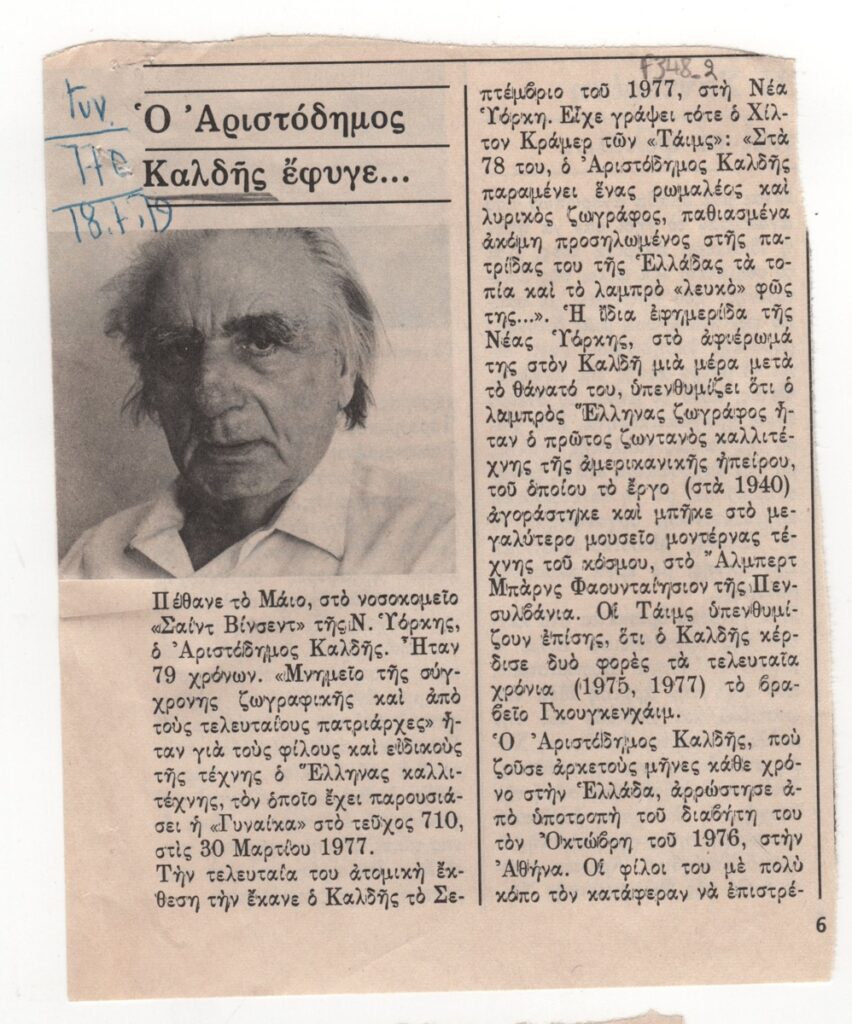 f348_2
Γυν.
Ὁ Ἀριστόδημος
Καλδῆς ἔφυγε...
Πέθανε τὸ Μάιο, στὸ νοσοκομεῖο
«Σαίντ Βίνσεντ» τῆς Ν. Ὑόρκης,
ὁ Ἀριστόδημος Καλδῆς. Ἦταν
79 χρόνων. «Μνημεῖο τῆς σύγ-
χρονης ζωγραφικῆς καὶ ἀπὸ
τοὺς τελευταίους πατριάρχες» ἦ-
ταν γιὰ τοὺς φίλους καὶ εἰδικοὺς
τῆς τέχνης ὁ Ἕλληνας καλλι-
τέχνης, τὸν ὁποῖο ἔχει παρουσιά-
σει ἡ «Γυναίκα» στὸ τεῦχος 710,
στὶς 30 Μαρτίου 1977.
Τὴν τελευταία του ἀτομικὴ ἔκ-
θεση τὴν ἔκανε ὁ Καλδῆς τὸ Σε-
πτέμβριο τοῦ 1977, στὴ Νέα
Ὑόρκη. Εἶχε γράψει τότε ὁ Χίλ-
τον Κράμερ τῶν «Τάιμς»: «Στὰ
78 του, ὁ Ἀριστόδημος Καλδῆς
παραμένει ἕνας ρωμαλέος καὶ
λυρικὸς ζωγράφος, παθιασμένα
ἀκόμη προσηλωμένος στῆς πα-
τρίδας του τῆς Ἑλλάδας τὰ το-
πία καὶ τὸ λαμπρὸ «λευκὸ» φῶς
της...». Ἡ ἴδια ἐφημερίδα τῆς
Νέας Ὑόρκης, στὸ ἀφιέρωμά
της στὸν Καλδῆ μιὰ μέρα μετὰ
τὸ θάνατό του, ὑπενθυμίζει ὅτι ὁ
λαμπρὸς Ἕλληνας ζωγράφος ἦ-
ταν ὁ πρῶτος ζωντανὸς καλλιτέ-
χνης τῆς ἀμερικανικῆς ἠπείρου,
τοῦ ὁποίου τὸ ἔργο (στὰ 1940)
ἀγοράστηκε καὶ μπῆκε στὸ με-
γαλύτερο μουσεῖο μοντέρνας τέ-
χνης τοῦ κόσμου, στὸ Ἄλμπερτ
Μπὰρνς Φαουνταίησιον τῆς Πεν-
συλβάνια. Οἱ Τάιμς ὑπενθυμί-
ζουν ἐπίσης, ὅτι ὁ Καλδῆς κέρ-
δισε δυὸ φορὲς τὰ τελευταῖα
χρόνια (1975, 1977) τὸ βρα-
βεῖο Γκουγκενχάιμ.
Ὁ Ἀριστόδημος Καλδῆς, ποὺ
ζοῦσε ἀρκετοὺς μῆνες κάθε χρό-
νο στὴν Ἑλλάδα, ἀρρώστησε ἀ-
πὸ ὑποτροπὴ τοῦ διαβήτη του
τὸν Ὀκτώβρη τοῦ 1976, στὴν
Ἀθήνα. Οἱ φίλοι του μὲ πολὺ
κόπο τὸν κατάφεραν νὰ ἐπιστρέ-
6